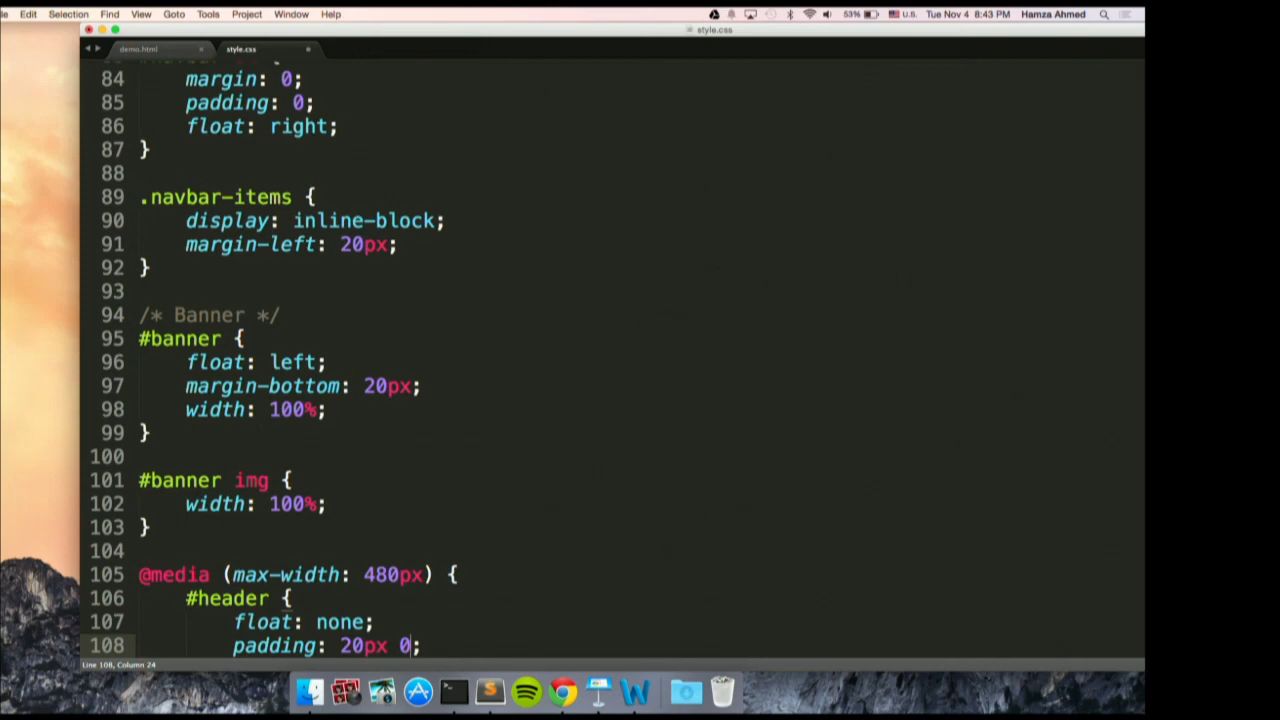 le Edit Selection Find View Goto Tools Project Window Help
53% U.S. Tue Nov 4 8:43 PM Hamza Ahmed
style.css
demo.html style.css
84 margin: 0;
85 padding: 0;
86 float: right;
87 }
88
89 .navbar-items {
90 display: inline-block;
91 margin-left: 20px;
92 }
93
94 /* Banner */
95 #banner {
96 float: left;
97 margin-bottom: 20px;
98 width: 100%;
99 }
100
101 #banner img {
102 width: 100%;
103 }
104
105 @media (max-width: 480px) {
106 #header {
107 float: none;
108 padding: 20px 0;
Line 108, Column 24